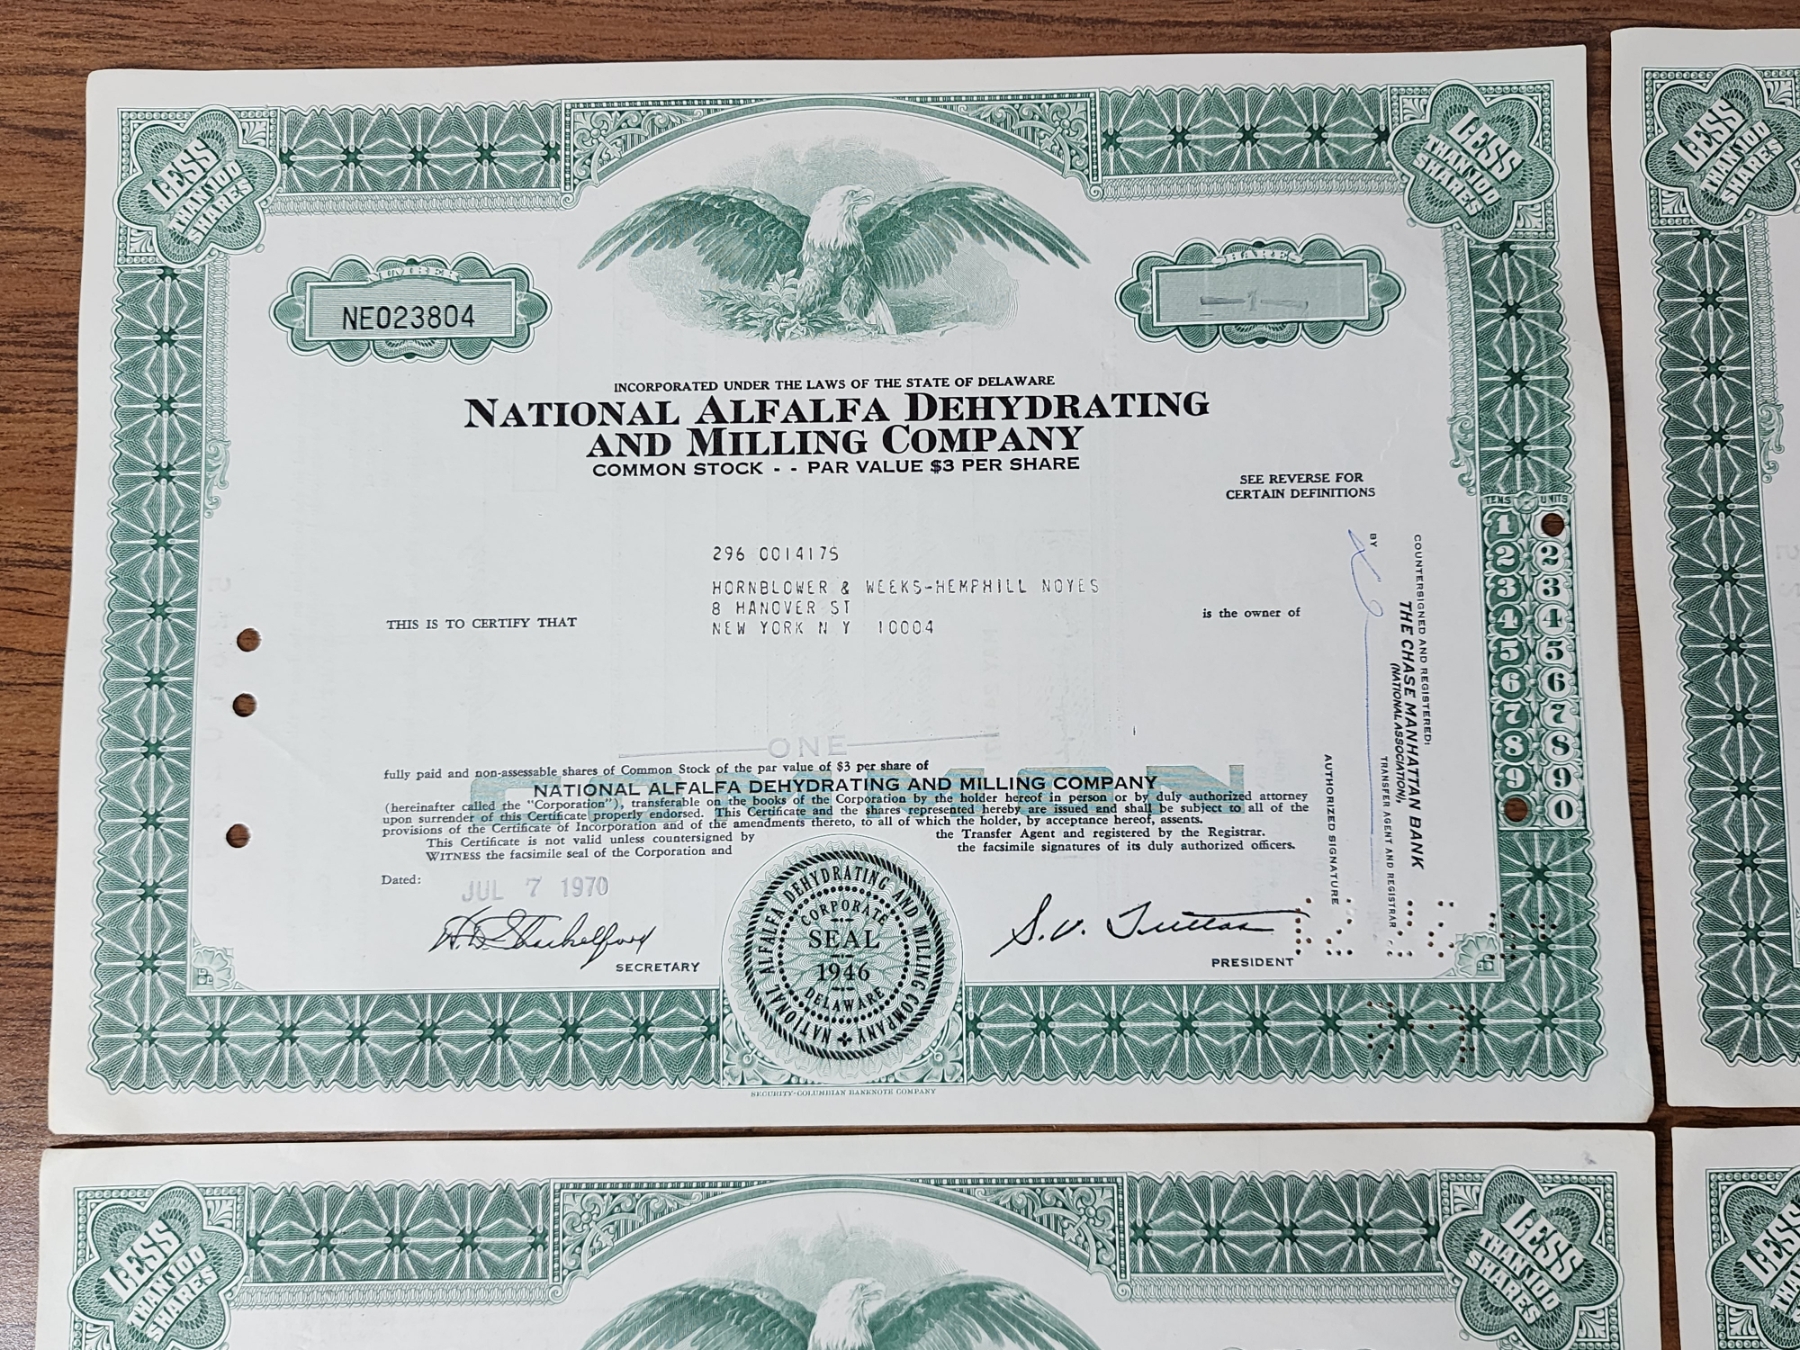 LESS THAN 100 SHARES
LESS THAN 100 SHARES
NUMBER
NE023804
SHARES
—1—
INCORPORATED UNDER THE LAWS OF THE STATE OF DELAWARE
NATIONAL ALFALFA DEHYDRATING
AND MILLING COMPANY
COMMON STOCK - - PAR VALUE $3 PER SHARE
SEE REVERSE FOR
CERTAIN DEFINITIONS
296 0014175
HORNBLOWER & WEEKS-HEMPHILL NOYES
8 HANOVER ST
NEW YORK N Y 10004
THIS IS TO CERTIFY THAT
is the owner of
ONE
COMMON
fully paid and non-assessable shares of Common Stock of the par value of $3 per share of
NATIONAL ALFALFA DEHYDRATING AND MILLING COMPANY
(hereinafter called the "Corporation"), transferable on the books of the Corporation by the holder hereof in person or by duly authorized attorney
upon surrender of this Certificate properly endorsed. This Certificate and the shares represented hereby are issued and shall be subject to all of the
provisions of the Certificate of Incorporation and of the amendments thereto, to all of which the holder, by acceptance hereof, assents.
This Certificate is not valid unless countersigned by the Transfer Agent and registered by the Registrar.
WITNESS the facsimile seal of the Corporation and the facsimile signatures of its duly authorized officers.
Dated:
JUL 7 1970
SECRETARY
NATIONAL ALFALFA DEHYDRATING AND MILLING COMPANY
CORPORATE
SEAL
1946
DELAWARE
PRESIDENT
COUNTERSIGNED AND REGISTERED:
THE CHASE MANHATTAN BANK
(NATIONAL ASSOCIATION),
TRANSFER AGENT AND REGISTRAR
BY
AUTHORIZED SIGNATURE
TENS UNITS
1
2 2
3 3
4 4
5 5
6 6
7 7
8 8
9 9
0
SECURITY-COLUMBIAN BANKNOTE COMPANY
LESS THAN 100 SHARES
LESS THAN 100 SHARES
LESS THAN 100 SHARES